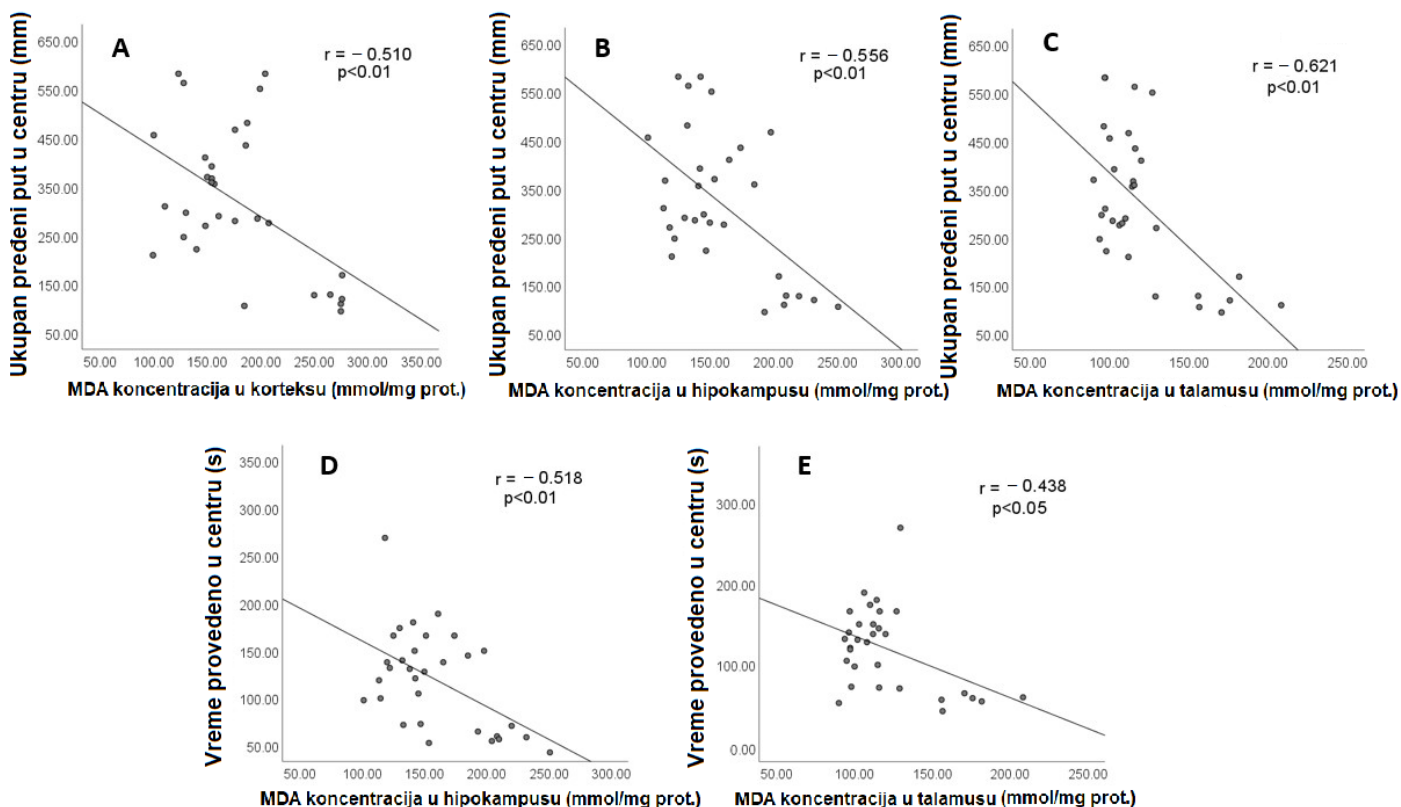 A
r = − 0.510
p<0.01
Ukupan pređeni put u centru (mm)
650.00
550.00
450.00
350.00
250.00
150.00
50.00
50.00 100.00 150.00 200.00 250.00 300.00 350.00
MDA koncentracija u korteksu (mmol/mg prot.)
B
r = − 0.556
p<0.01
Ukupan pređeni put u centru (mm)
650.00
550.00
450.00
350.00
250.00
150.00
50.00
50.00 100.00 150.00 200.00 250.00 300.00
MDA koncentracija u hipokampusu (mmol/mg prot.)
C
r = − 0.621
p<0.01
Ukupan pređeni put u centru (mm)
650.00
550.00
450.00
350.00
250.00
150.00
50.00
50.00 100.00 150.00 200.00 250.00
MDA koncentracija u talamusu (mmol/mg prot.)
D
r = − 0.518
p<0.01
Vreme provedeno u centru (s)
350.00
300.00
250.00
200.00
150.00
100.00
50.00
50.00 100.00 150.00 200.00 250.00 300.00
MDA koncentracija u hipokampusu (mmol/mg prot.)
E
r = − 0.438
p<0.05
Vreme provedeno u centru (s)
300.00
200.00
100.00
0.00
50.00 100.00 150.00 200.00 250.00
MDA koncentracija u talamusu (mmol/mg prot.)